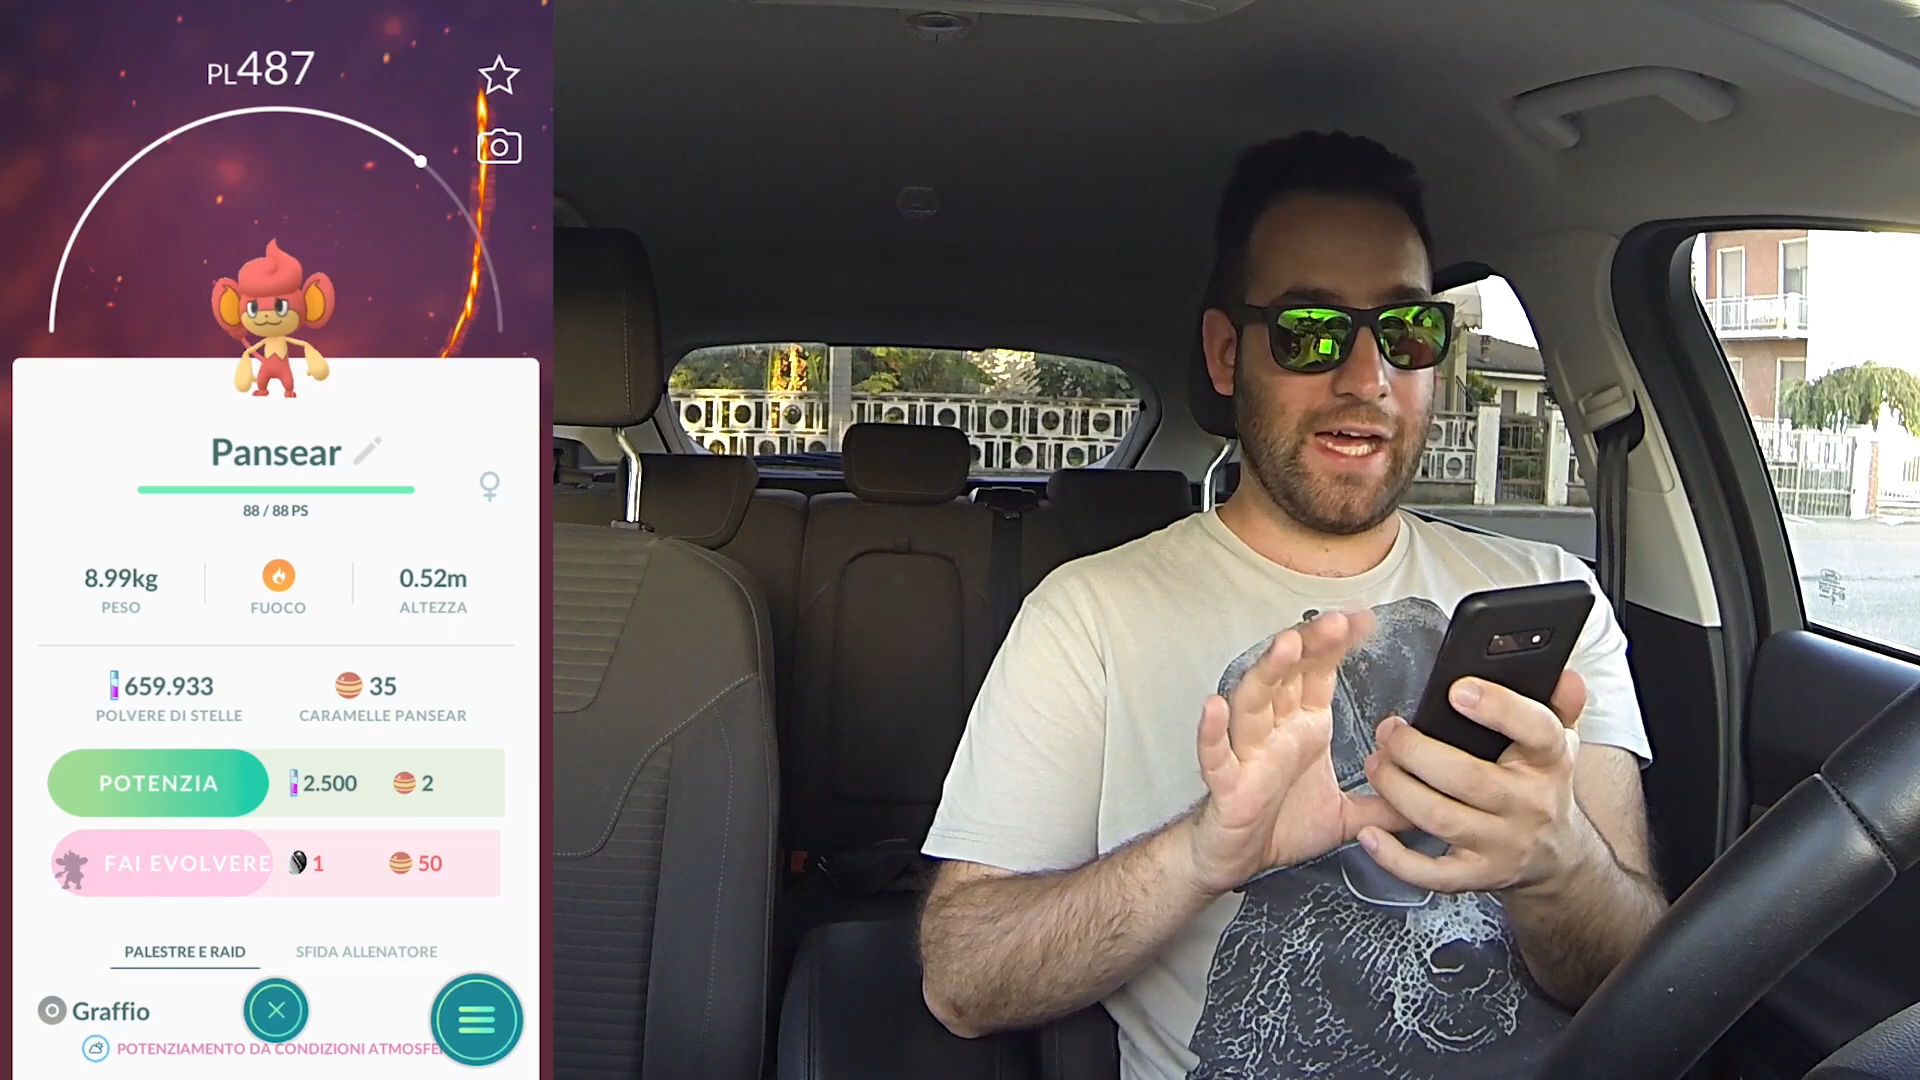 PL487
Pansear
88 / 88 PS
8.99kg
PESO
FUOCO
0.52m
ALTEZZA
659.933
POLVERE DI STELLE
35
CARAMELLE PANSEAR
POTENZIA 2.500 2
FAI EVOLVERE 1 50
PALESTRE E RAID SFIDA ALLENATORE
Graffio
POTENZIAMENTO DA CONDIZIONI ATMOSFE